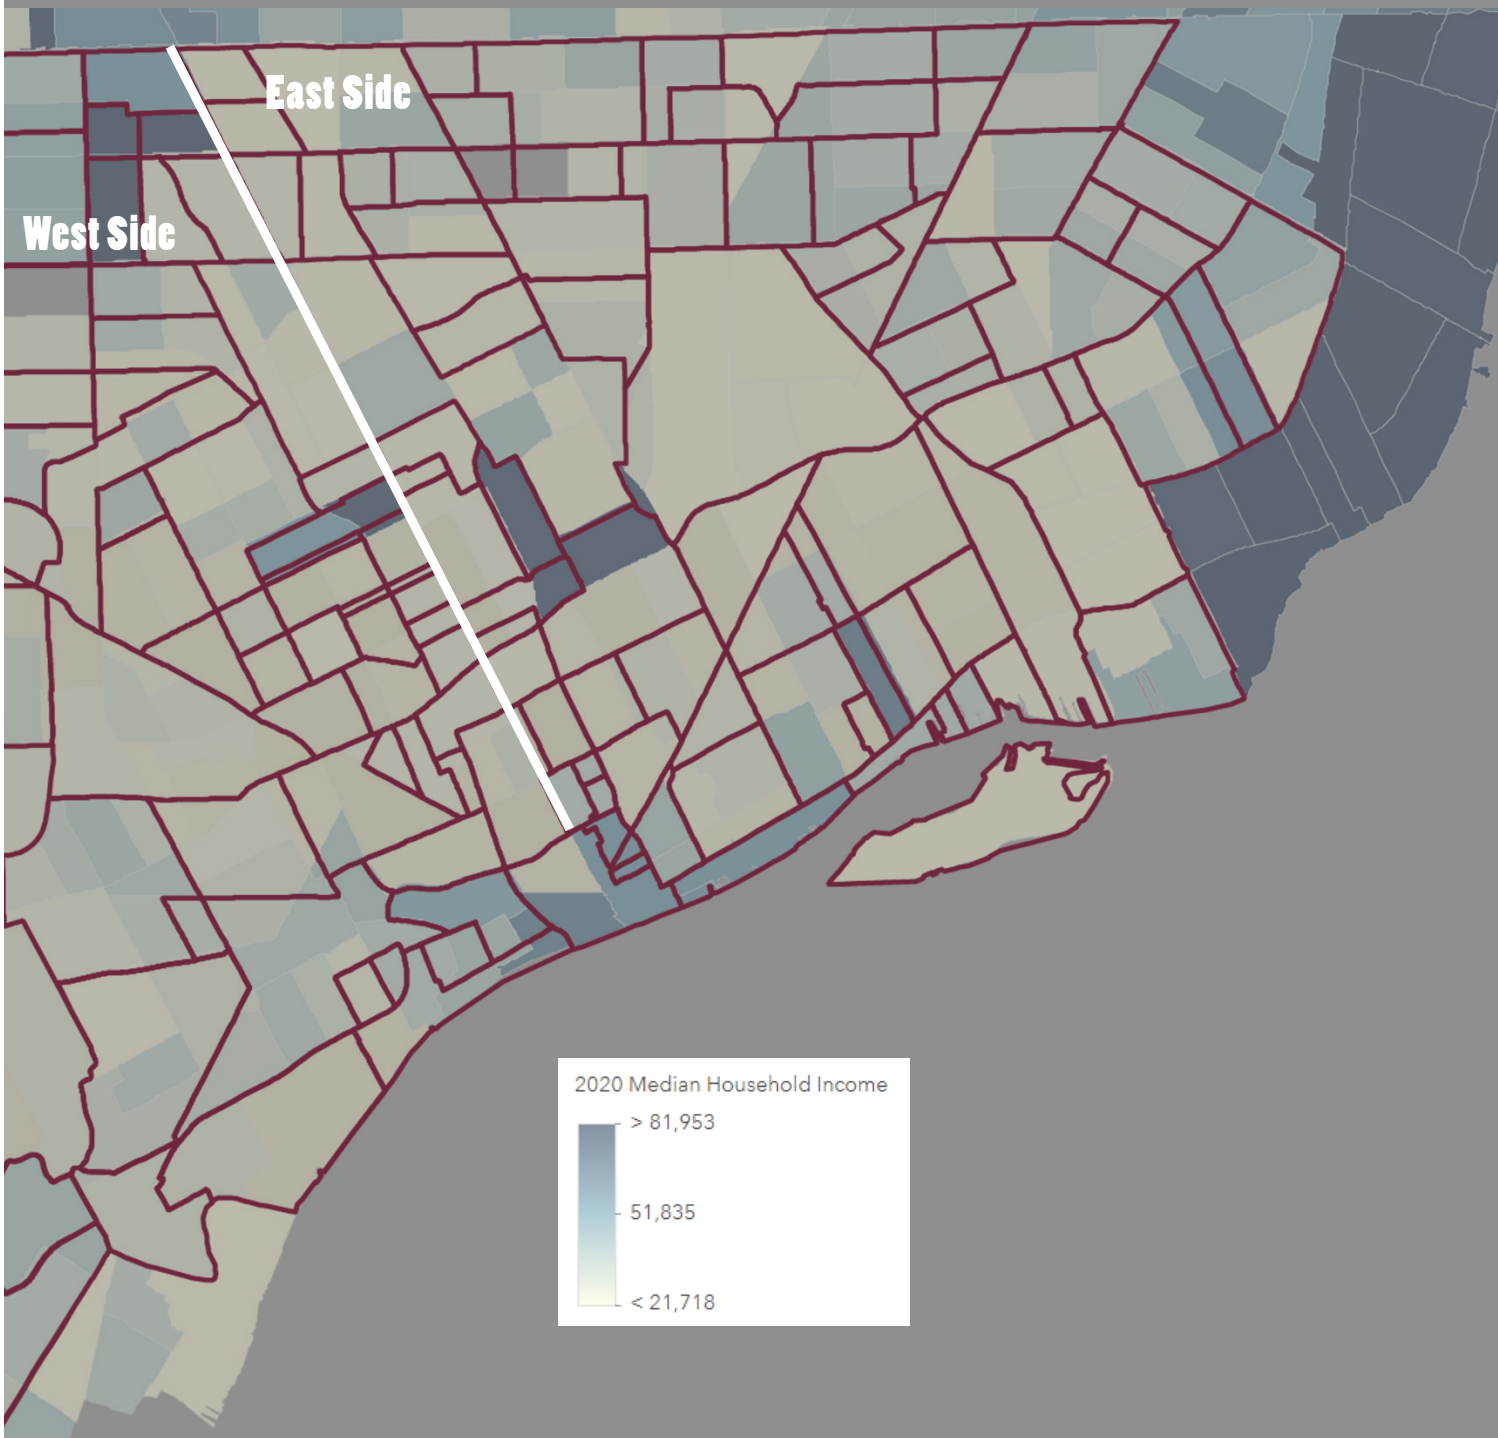 East Side
West Side
2020 Median Household Income
> 81,953
51,835
< 21,718